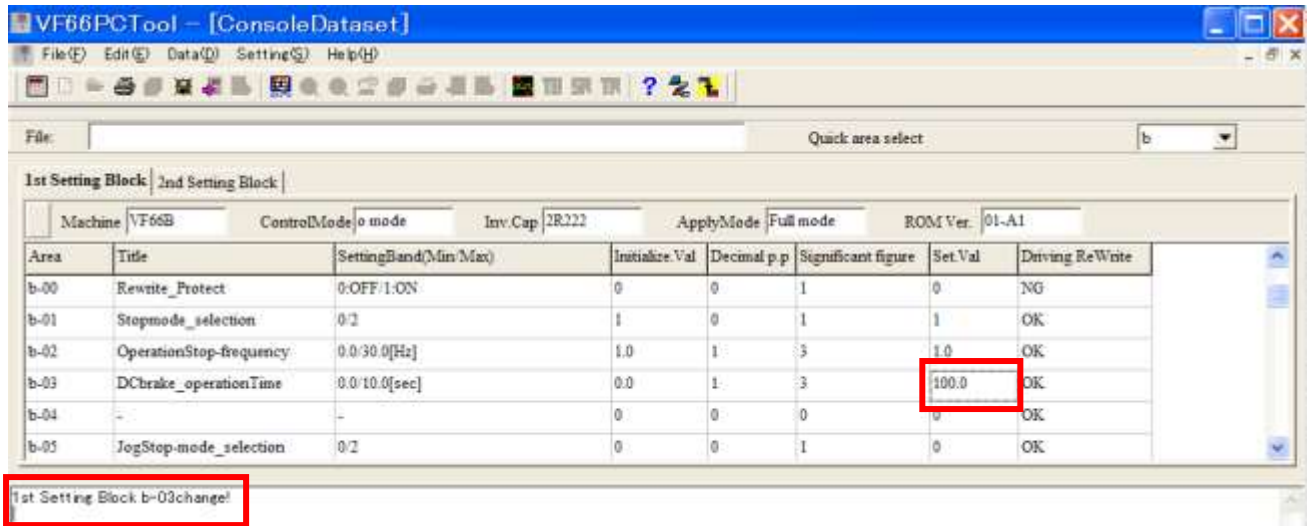 VF66PCTool - [ConsoleDataset]
File(F) Edit(E) Data(D) Setting(S) Help(H)
File: Quick area select b
1st Setting Block 2nd Setting Block
Machine VF66B ControlMode o mode Inv.Cap 2R222 ApplyMode Full mode ROM Ver. 01-A1
Area Title SettingBand(Min/Max) Initialize.Val Decimal p.p Significant figure Set.Val Driving ReWrite
b-00 Rewrite_Protect 0:OFF/1:ON 0 0 1 0 NG
b-01 Stopmode_selection 0/2 1 0 1 1 OK
b-02 OperationStop-frequency 0.0/30.0[Hz] 1.0 1 3 1.0 OK
b-03 DCbrake_operationTime 0.0/10.0[sec] 0.0 1 3 100.0 OK
b-04 - - 0 0 0 0 OK
b-05 JogStop-mode_selection 0/2 0 0 1 0 OK
1st Setting Block b-03change!